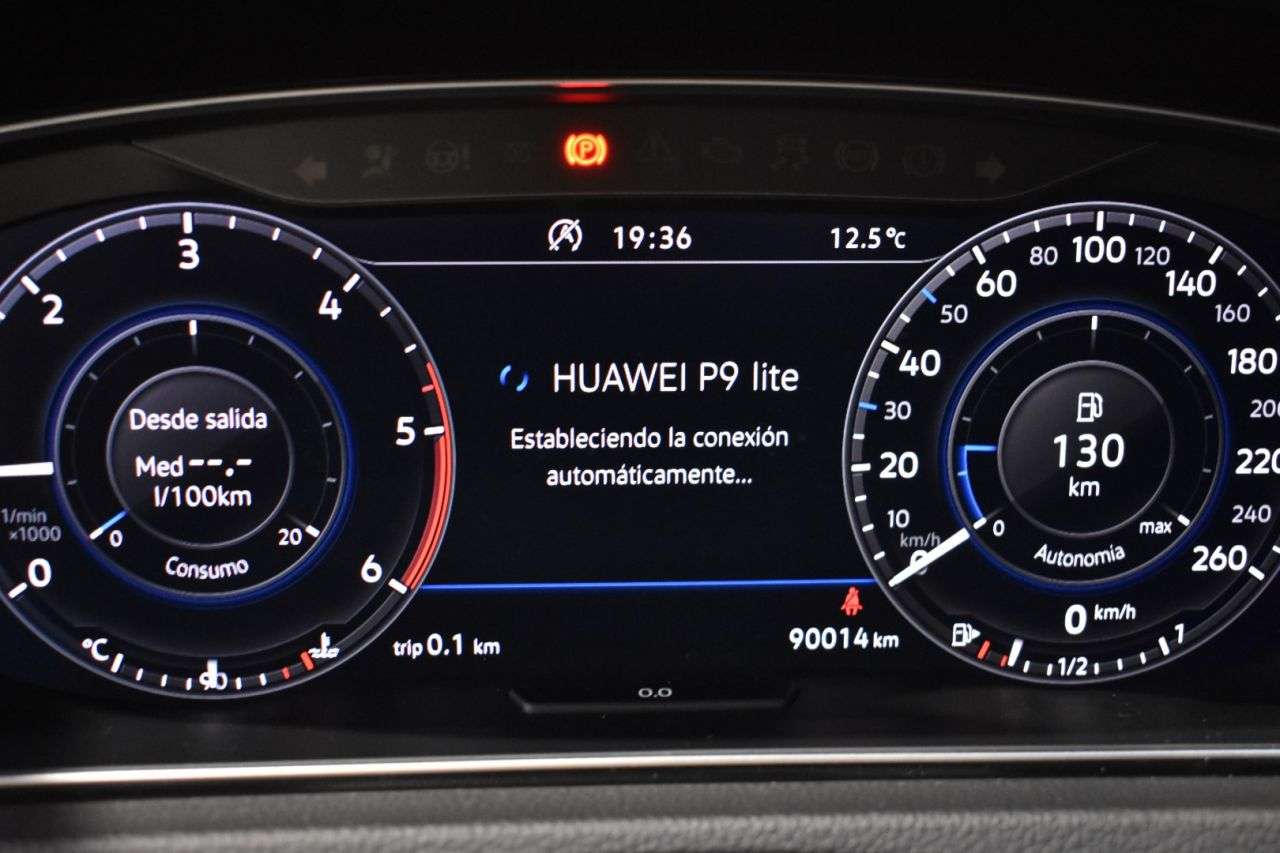 19:36 12.5°C
HUAWEI P9 lite
Estableciendo la conexión
automáticamente...
trip 0.1 km
90014 km
0.0
P
0
2
3
4
5
6
1/min
×1000
Desde salida
Med --.-
l/100km
0 20
Consumo
°C
90
0
10
20
30
40
50
60
80
100
120
140
160
180
220
240
260
km/h
130
km
0 max
Autonomía
0 km/h
1/2
1